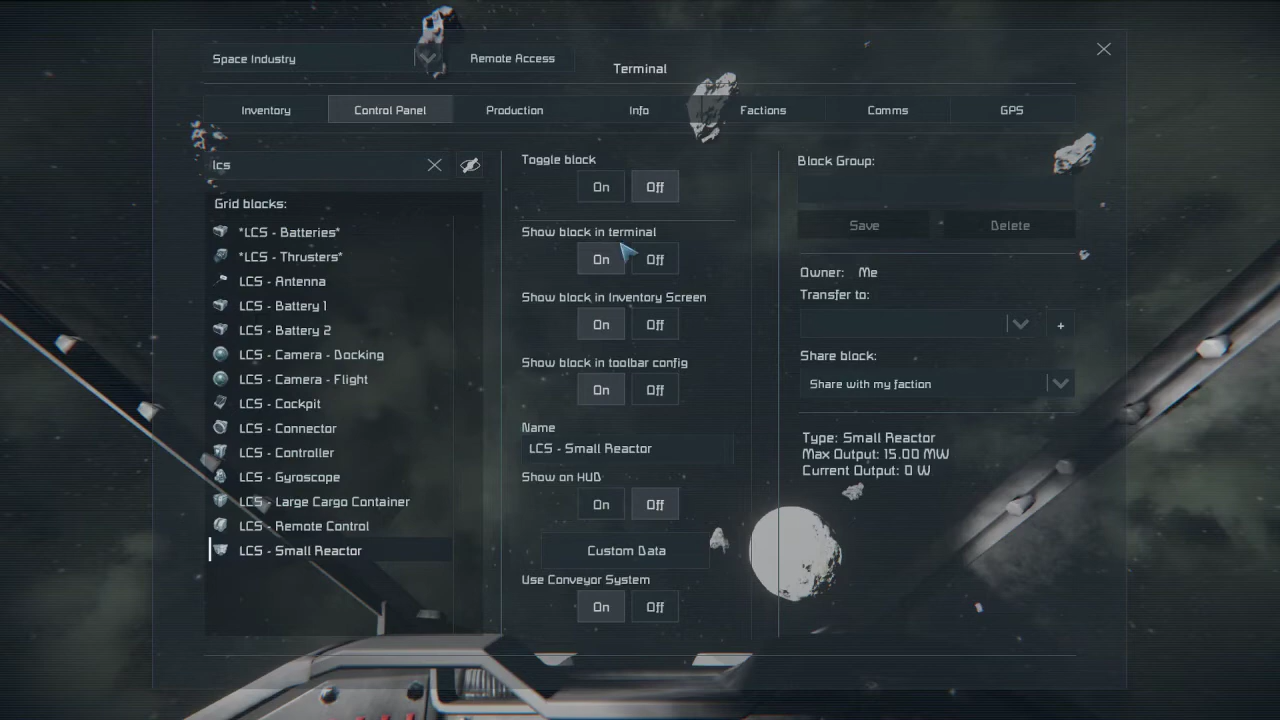 Space Industry
Remote Access
Terminal
Inventory
Control Panel
Production
Info
Factions
Comms
GPS
lcs
Grid blocks:
*LCS - Batteries*
*LCS - Thrusters*
LCS - Antenna
LCS - Battery 1
LCS - Battery 2
LCS - Camera - Docking
LCS - Camera - Flight
LCS - Cockpit
LCS - Connector
LCS - Controller
LCS - Gyroscope
LCS - Large Cargo Container
LCS - Remote Control
LCS - Small Reactor
Toggle block
On Off
Show block in terminal
On Off
Show block in Inventory Screen
On Off
Show block in toolbar config
On Off
Name
LCS - Small Reactor
Show on HUD
On Off
Custom Data
Use Conveyor System
On Off
Block Group:
Save Delete
Owner: Me
Transfer to:
+
Share block:
Share with my faction
Type: Small Reactor
Max Output: 15.00 MW
Current Output: 0 W